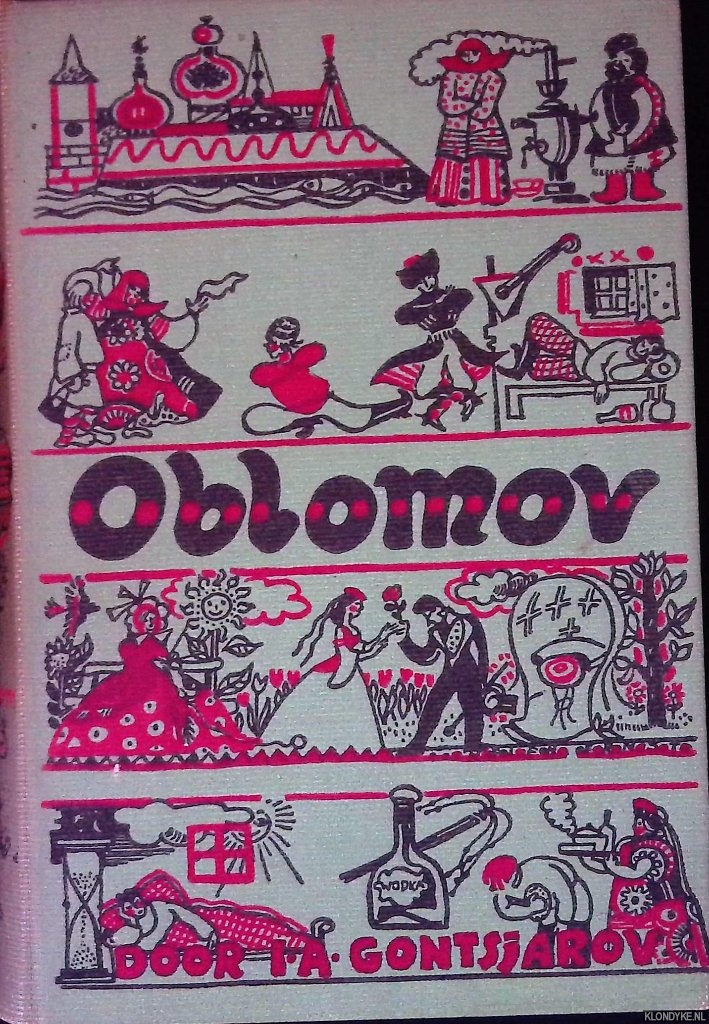 Oblomov
WODKA
DOOR I·A· GONTSJAROV
KLONDYKE.NL